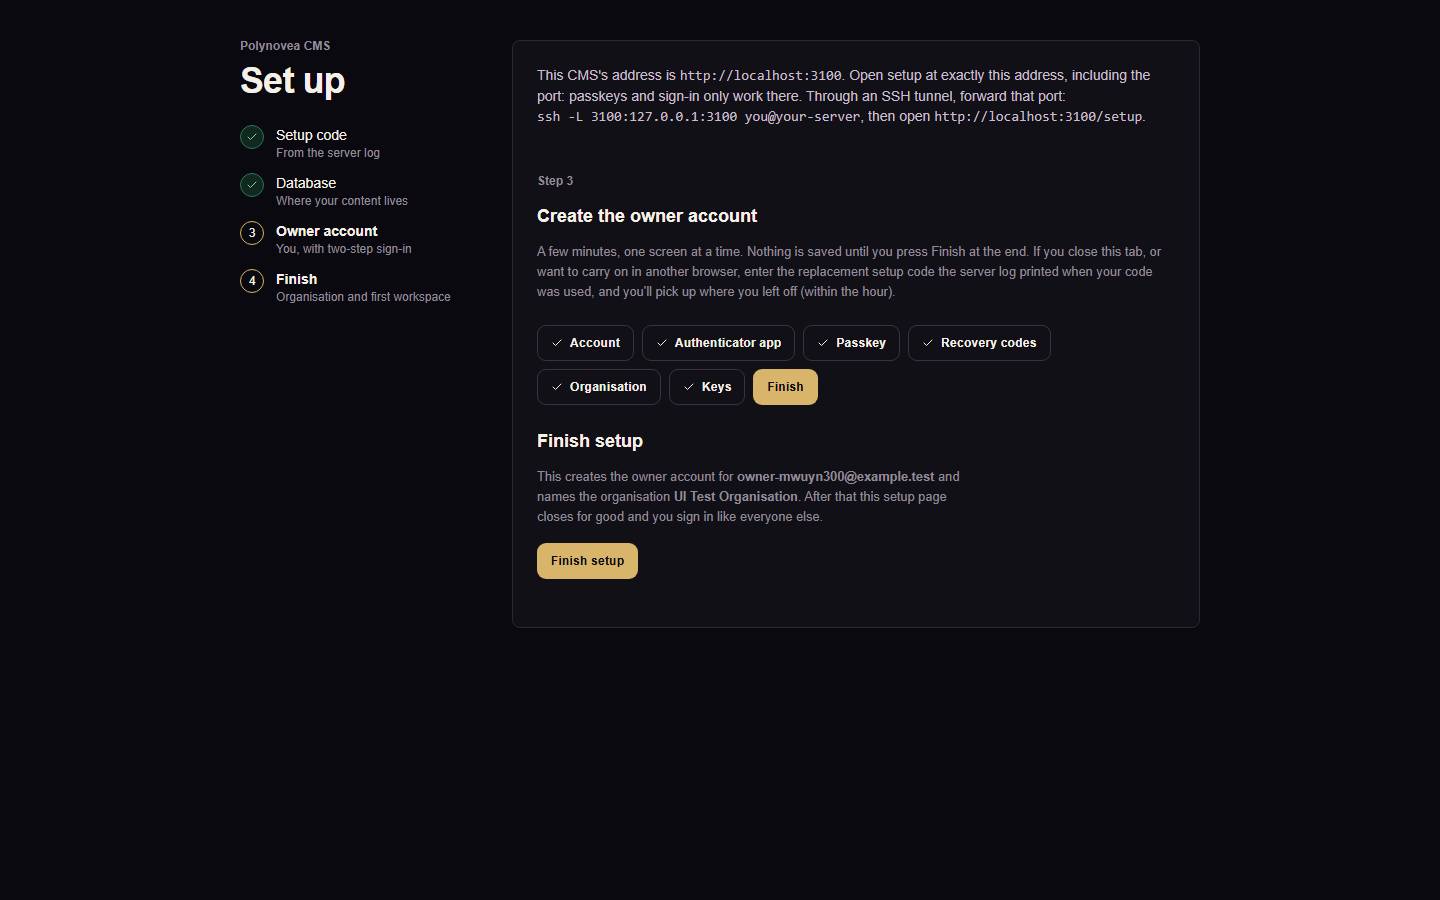 Polynovea CMS
Set up
Setup code
From the server log
Database
Where your content lives
3
Owner account
You, with two-step sign-in
4
Finish
Organisation and first workspace
This CMS's address is http://localhost:3100. Open setup at exactly this address, including the
port: passkeys and sign-in only work there. Through an SSH tunnel, forward that port:
ssh -L 3100:127.0.0.1:3100 you@your-server, then open http://localhost:3100/setup.
Step 3
Create the owner account
A few minutes, one screen at a time. Nothing is saved until you press Finish at the end. If you close this tab, or
want to carry on in another browser, enter the replacement setup code the server log printed when your code
was used, and you'll pick up where you left off (within the hour).
Account
Authenticator app
Passkey
Recovery codes
Organisation
Keys
Finish
Finish setup
This creates the owner account for owner-mwuyn300@example.test and
names the organisation UI Test Organisation. After that this setup page
closes for good and you sign in like everyone else.
Finish setup